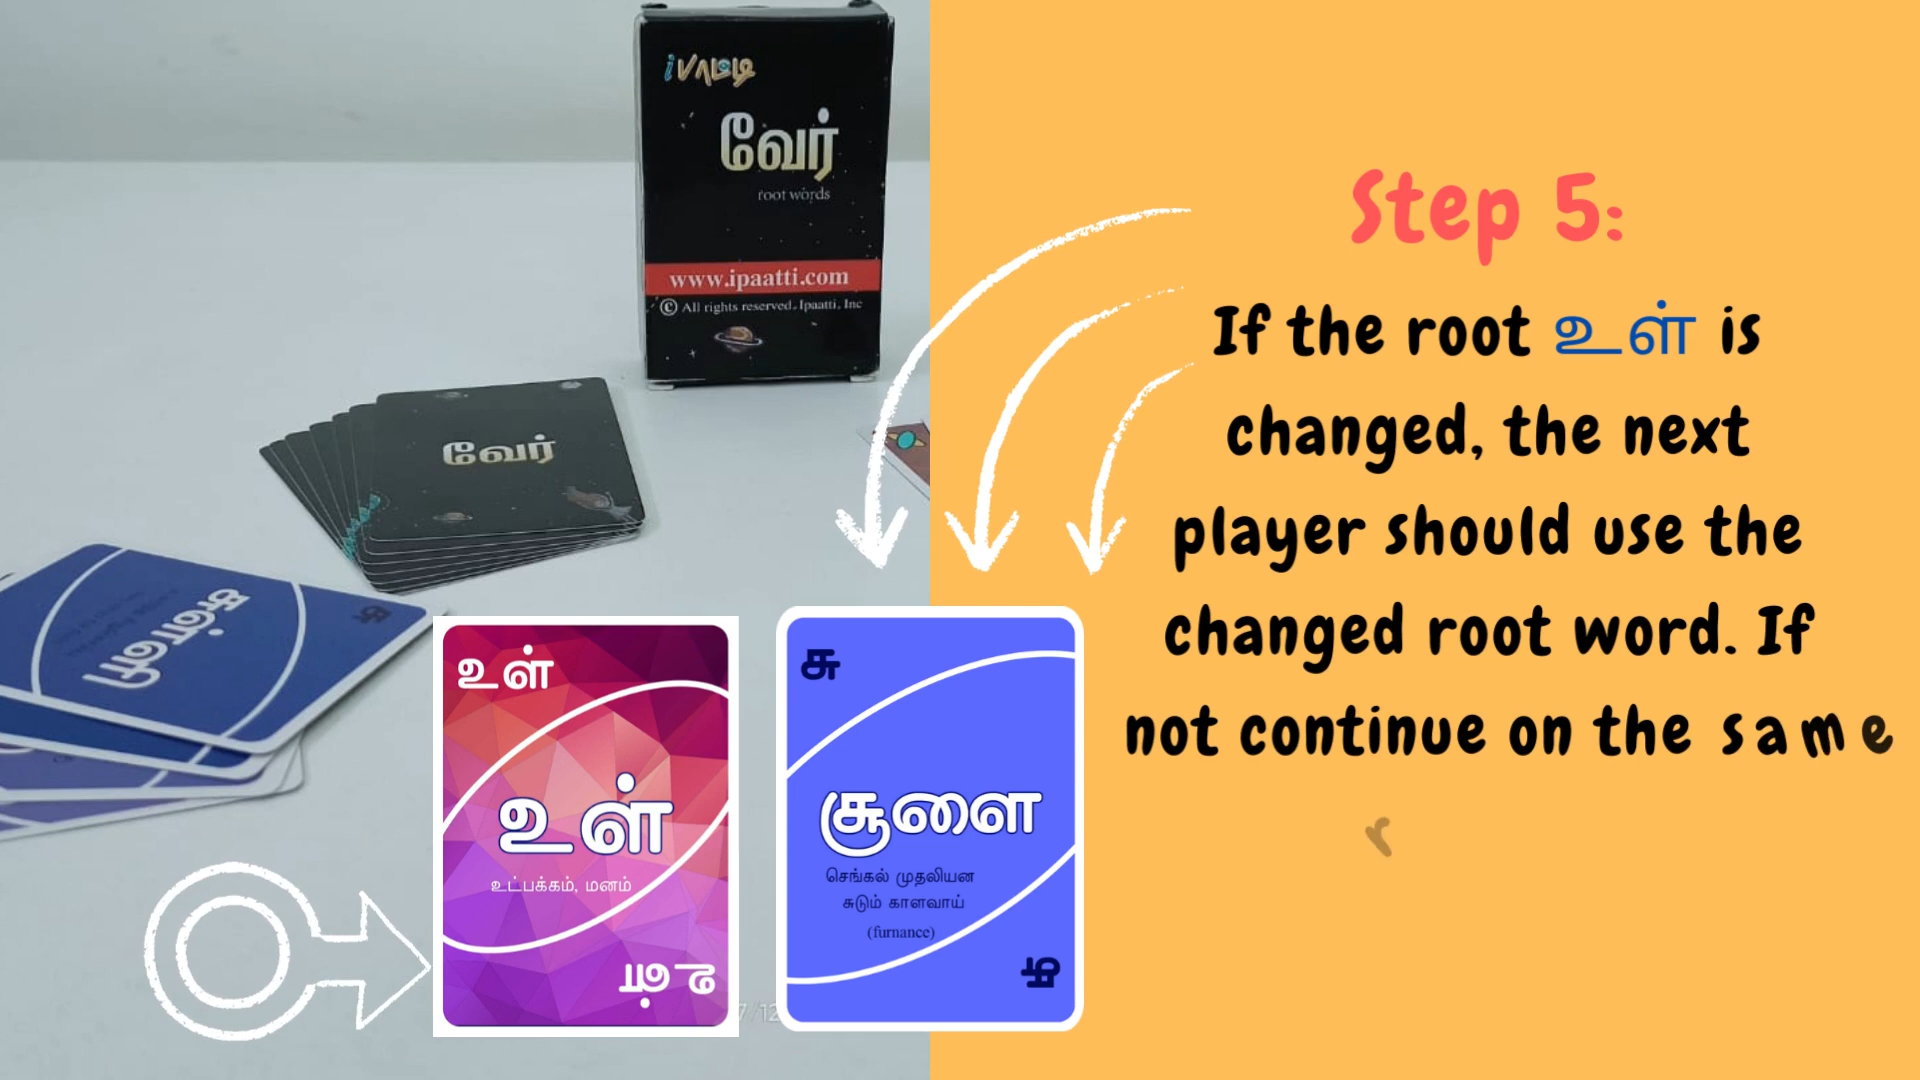 iபாட்டி
வேர்
root words
www.ipaatti.com
© All rights reserved. Ipaatti, Inc
வேர்
சுண்ணி
சு
உள்
உள்
உட்பக்கம், மனம்
உள்
சு
சூளை
செங்கல் முதலியன
சுடும் காளவாய்
(furnance)
சு
Step 5:
If the root உள் is
changed, the next
player should use the
changed root word. If
not continue on the same
r